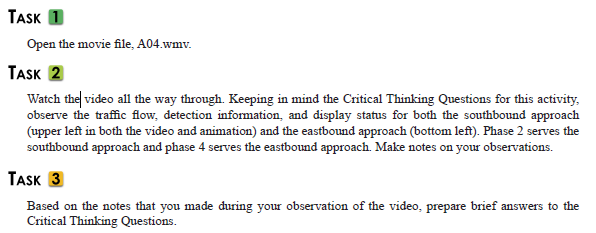 TASK 1
Open the movie file, A04.wmv.
TASK 2
Watch the video all the way through. Keeping in mind the Critical Thinking Questions for this activity,
observe the traffic flow, detection information, and display status for both the southbound approach
(upper left in both the video and animation) and the eastbound approach (bottom left). Phase 2 serves the
southbound approach and phase 4 serves the eastbound approach. Make notes on your observations.
TASK 3
Based on the notes that you made during your observation of the video, prepare brief answers to the
Critical Thinking Questions.